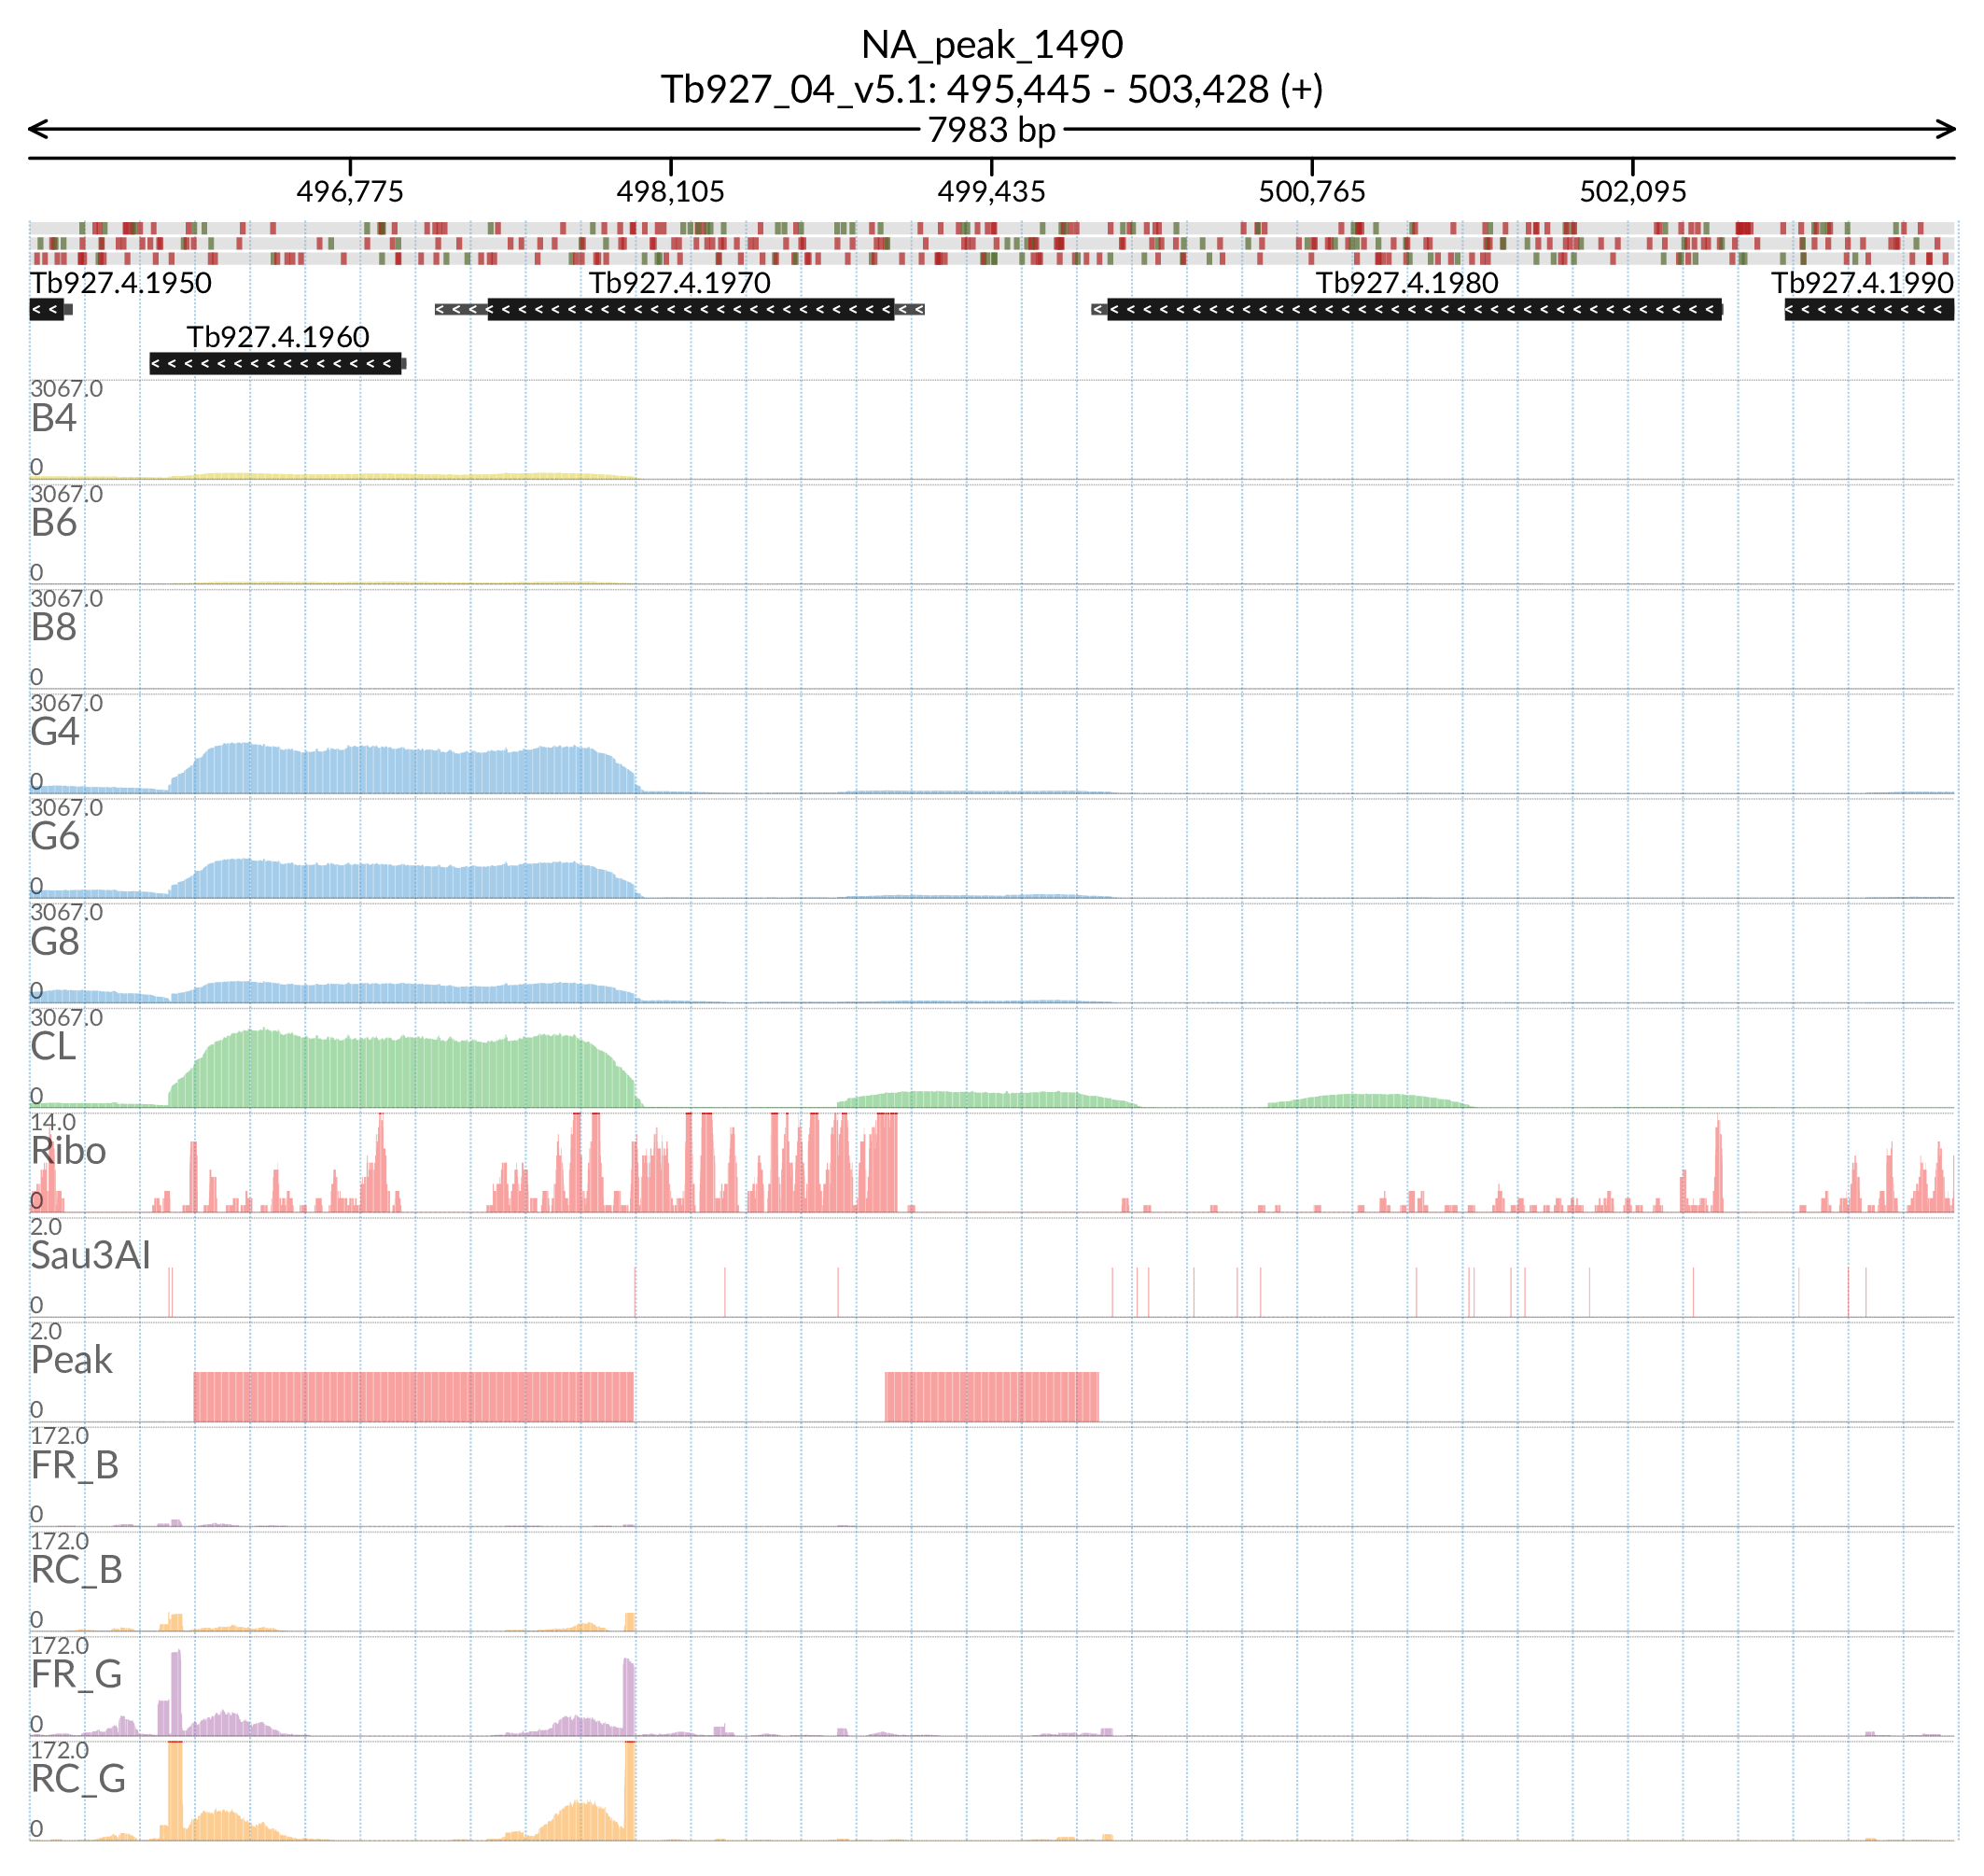 NA_peak_1490
Tb927_04_v5.1: 495,445 - 503,428 (+)
7983 bp
496,775 498,105 499,435 500,765 502,095
Tb927.4.1950 Tb927.4.1970 Tb927.4.1980 Tb927.4.1990
Tb927.4.1960
3067.0
B4
0
3067.0
B6
0
3067.0
B8
0
3067.0
G4
0
3067.0
G6
0
3067.0
G8
0
3067.0
CL
0
14.0
Ribo
0
2.0
Sau3AI
0
2.0
Peak
0
172.0
FR_B
0
172.0
RC_B
0
172.0
FR_G
0
172.0
RC_G
0